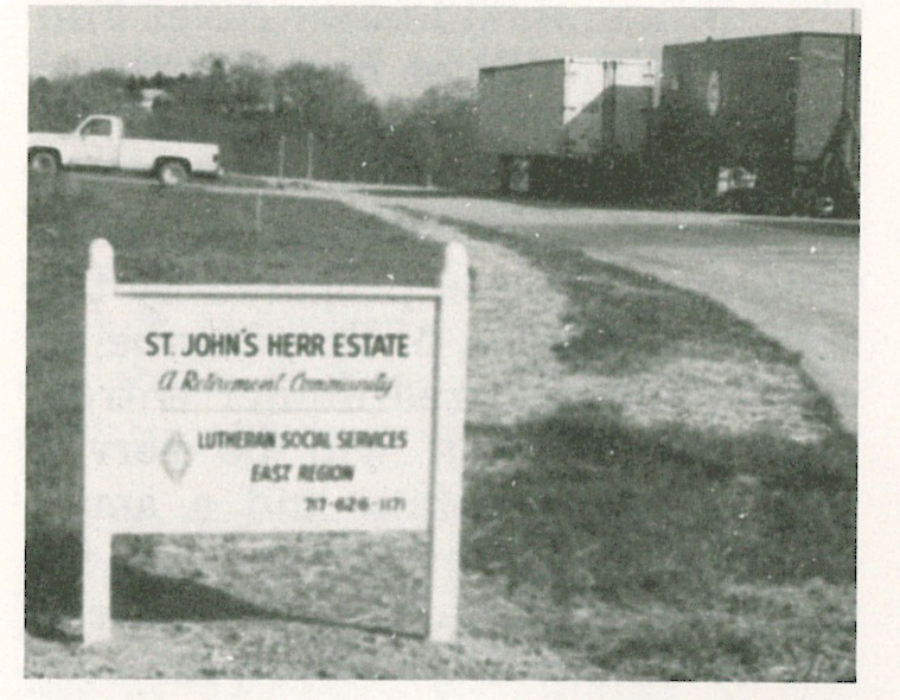 ST. JOHN'S HERR ESTATE
A Retirement Community
LUTHERAN SOCIAL SERVICES
EAST REGION
717-626-1171